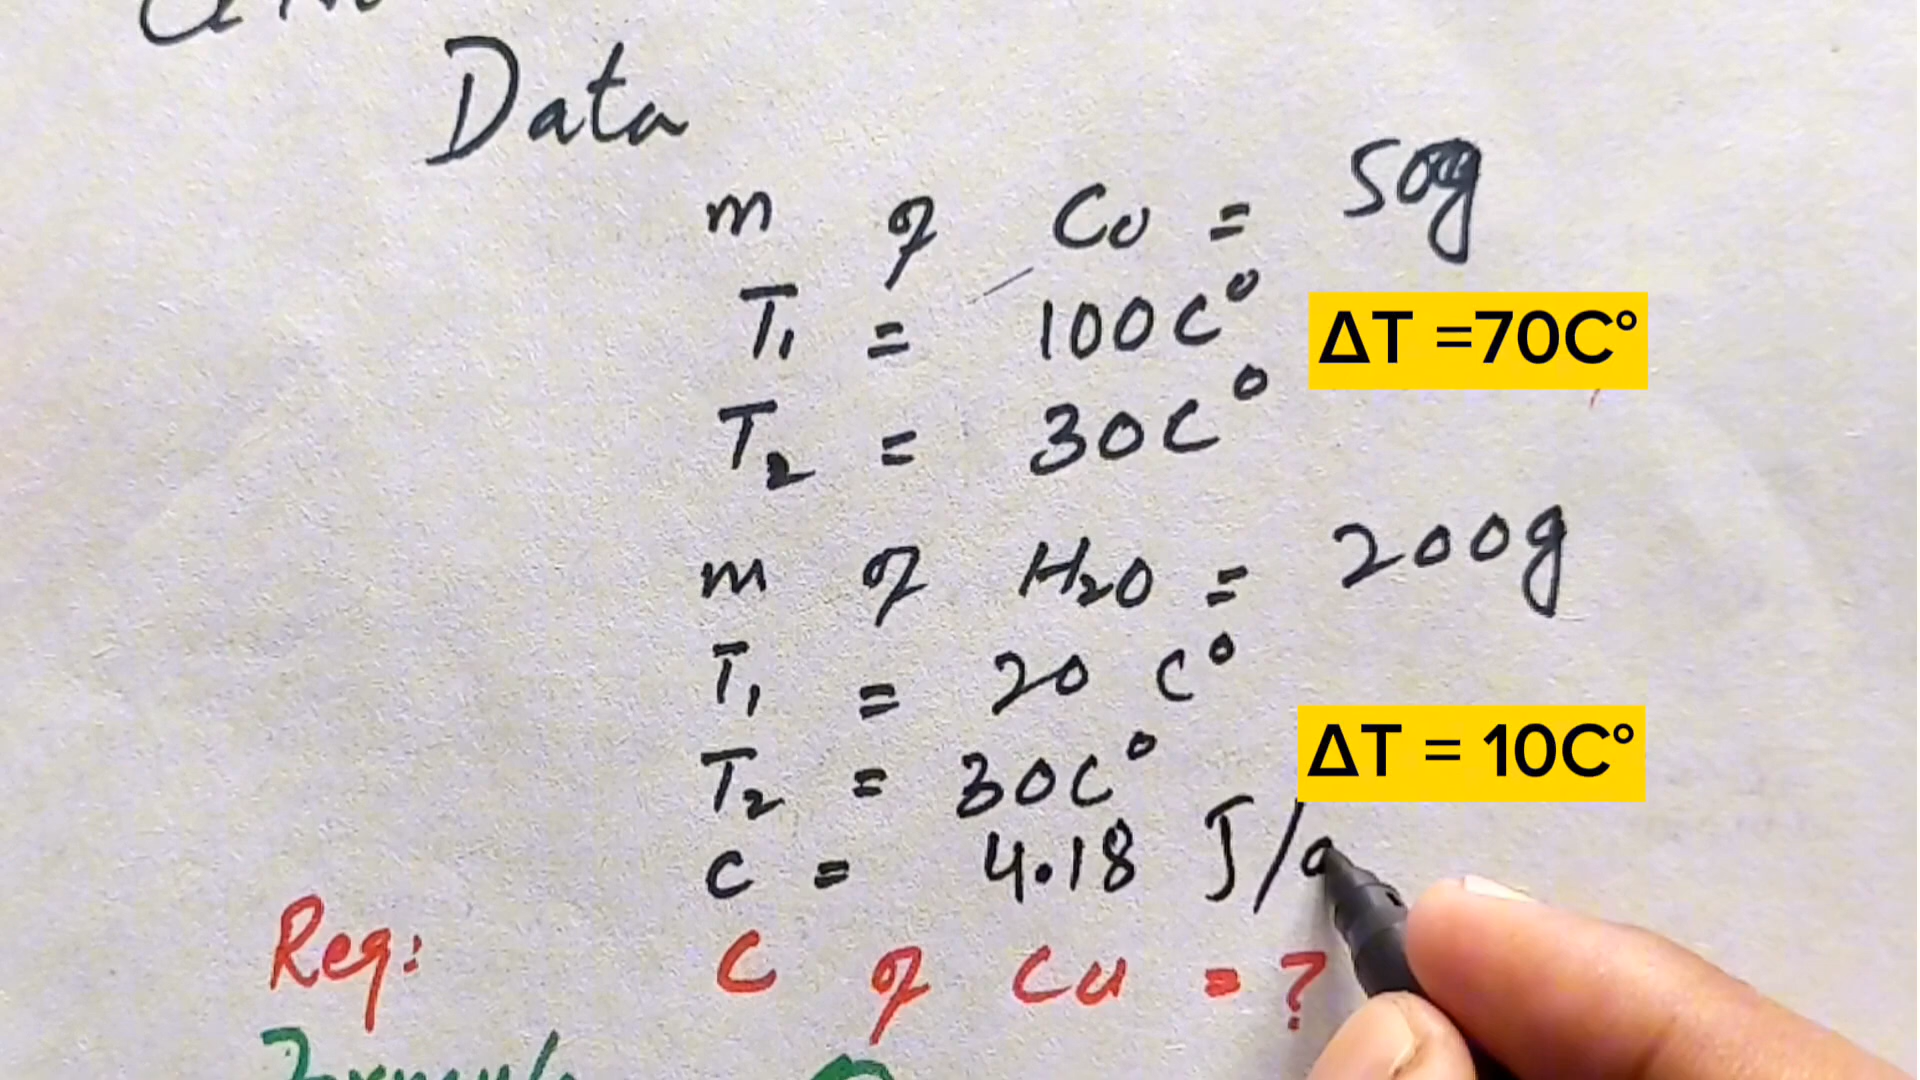 Data
m of Cu = 50g
T₁ = 100C°
ΔT =70C°
T₂ = 30C°
m of H₂O = 200g
T₁ = 20 C°
T₂ = 30C°
ΔT = 10C°
C = 4.18 J/
Req: C of Cu = ?